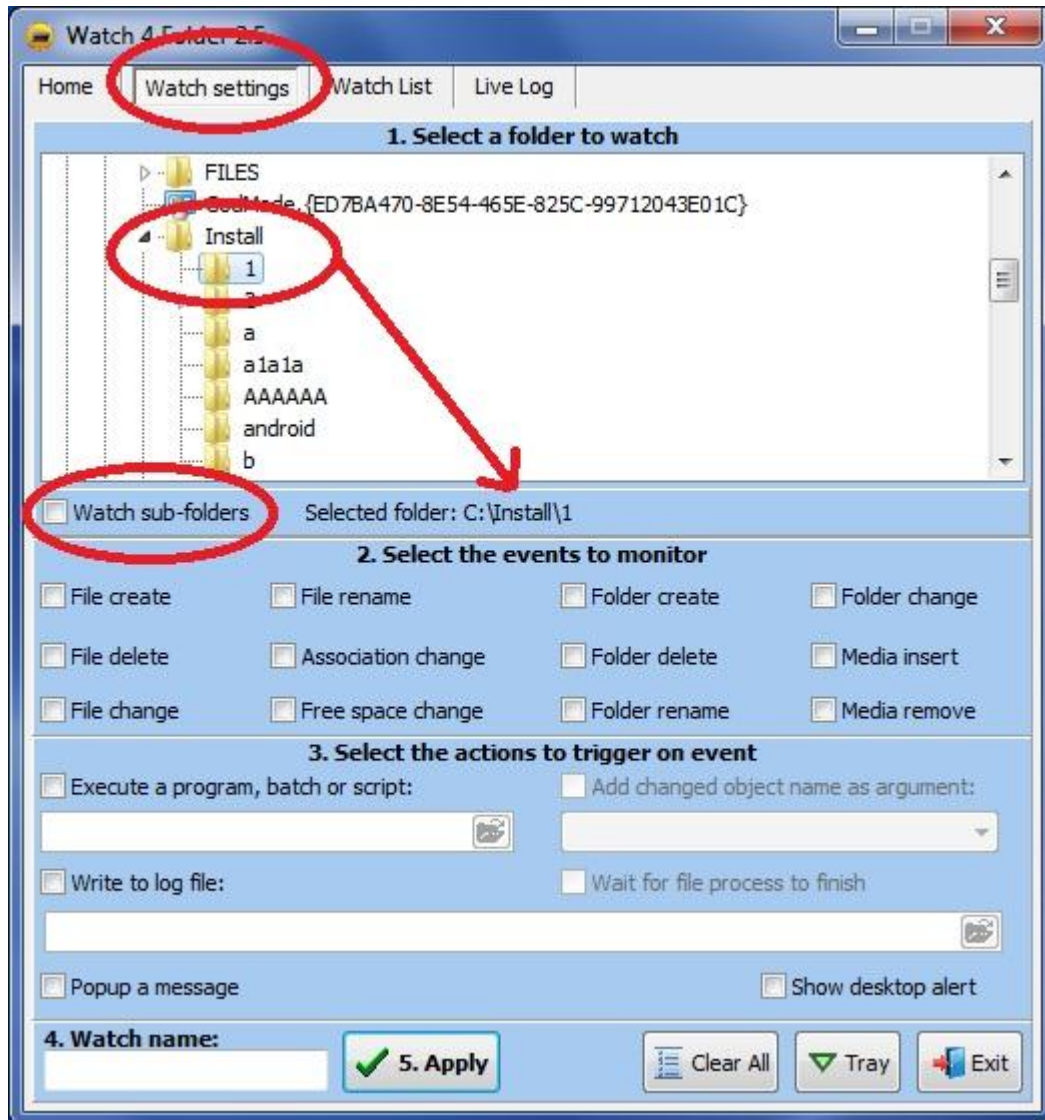 Watch 4 Folder 2.5
Home Watch settings Watch List Live Log
1. Select a folder to watch
FILES
GodMode.{ED7BA470-8E54-465E-825C-99712043E01C}
Install
1
a
a1a1a
AAAAAA
android
b
Watch sub-folders Selected folder: C:\Install\1
2. Select the events to monitor
File create File rename Folder create Folder change
File delete Association change Folder delete Media insert
File change Free space change Folder rename Media remove
3. Select the actions to trigger on event
Execute a program, batch or script: Add changed object name as argument:
Write to log file: Wait for file process to finish
Popup a message Show desktop alert
4. Watch name:
5. Apply Clear All Tray Exit